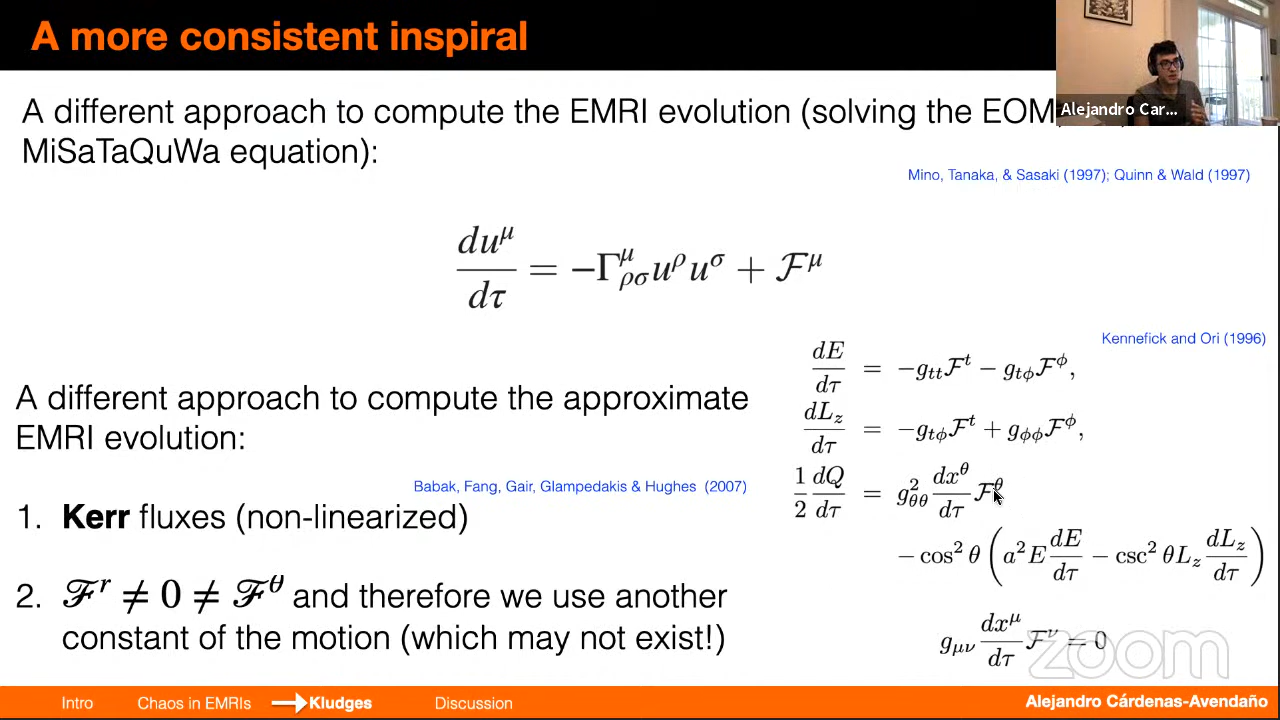 A more consistent inspiral
Alejandro Car...
A different approach to compute the EMRI evolution (solving the EOM
MiSaTaQuWa equation):
Mino, Tanaka, & Sasaki (1997); Quinn & Wald (1997)
du^μ/dτ = −Γ^μ_ρσ u^ρ u^σ + ℱ^μ
Kennefick and Ori (1996)
dE/dτ = −g_tt ℱ^t − g_tϕ ℱ^ϕ,
dL_z/dτ = −g_tϕ ℱ^t + g_ϕϕ ℱ^ϕ,
1/2 dQ/dτ = g²_θθ dx^θ/dτ ℱ^θ
− cos² θ (a² E dE/dτ − csc² θ L_z dL_z/dτ)
g_μν dx^μ/dτ ℱ^ν = 0
A different approach to compute the approximate
EMRI evolution:
Babak, Fang, Gair, Glampedakis & Hughes (2007)
1. Kerr fluxes (non-linearized)
2. ℱ^r ≠ 0 ≠ ℱ^θ and therefore we use another
constant of the motion (which may not exist!)
zoom
Intro Chaos in EMRIs → Kludges Discussion Alejandro Cárdenas-Avendaño